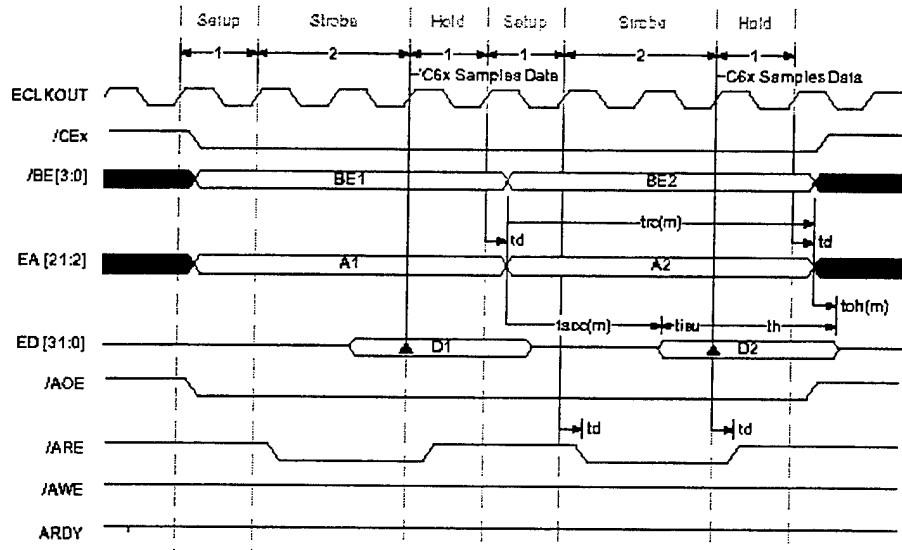 Setup Strobe Hold Setup Strobe Hold
1 2 1 1 2 1
'C6x Samples Data C6x Samples Data
ECLKOUT
/CEx
/BE[3:0] BE1 BE2
trc(m)
td td
EA [21:2] A1 A2
toh(m)
tacc(m) tisu th
ED [31:0] D1 D2
/AOE
td td
/ARE
/AWE
ARDY